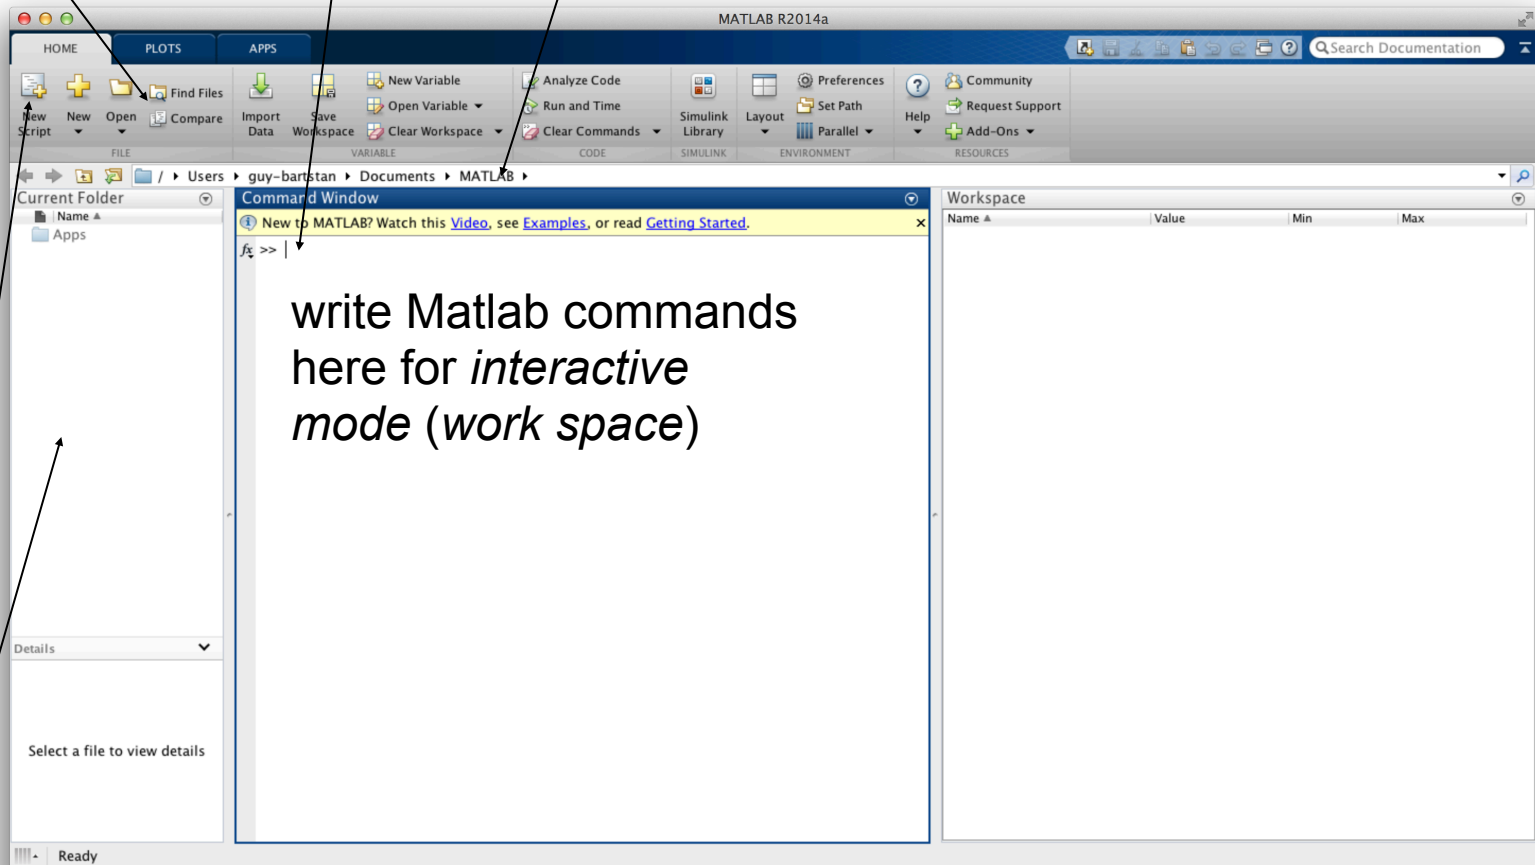 MATLAB R2014a
HOME PLOTS APPS
Search Documentation
New Script
New
Open
Find Files
Compare
Import Data
Save Workspace
New Variable
Open Variable
Clear Workspace
Analyze Code
Run and Time
Clear Commands
Simulink Library
Layout
Preferences
Set Path
Parallel
Help
Community
Request Support
Add-Ons
FILE VARIABLE CODE SIMULINK ENVIRONMENT RESOURCES
/ Users guy-bartstan Documents MATLAB
Current Folder
Name
Apps
Command Window
New to MATLAB? Watch this Video, see Examples, or read Getting Started.
fx >>
write Matlab commands
here for interactive
mode (work space)
Workspace
Name Value Min Max
Details
Select a file to view details
Ready